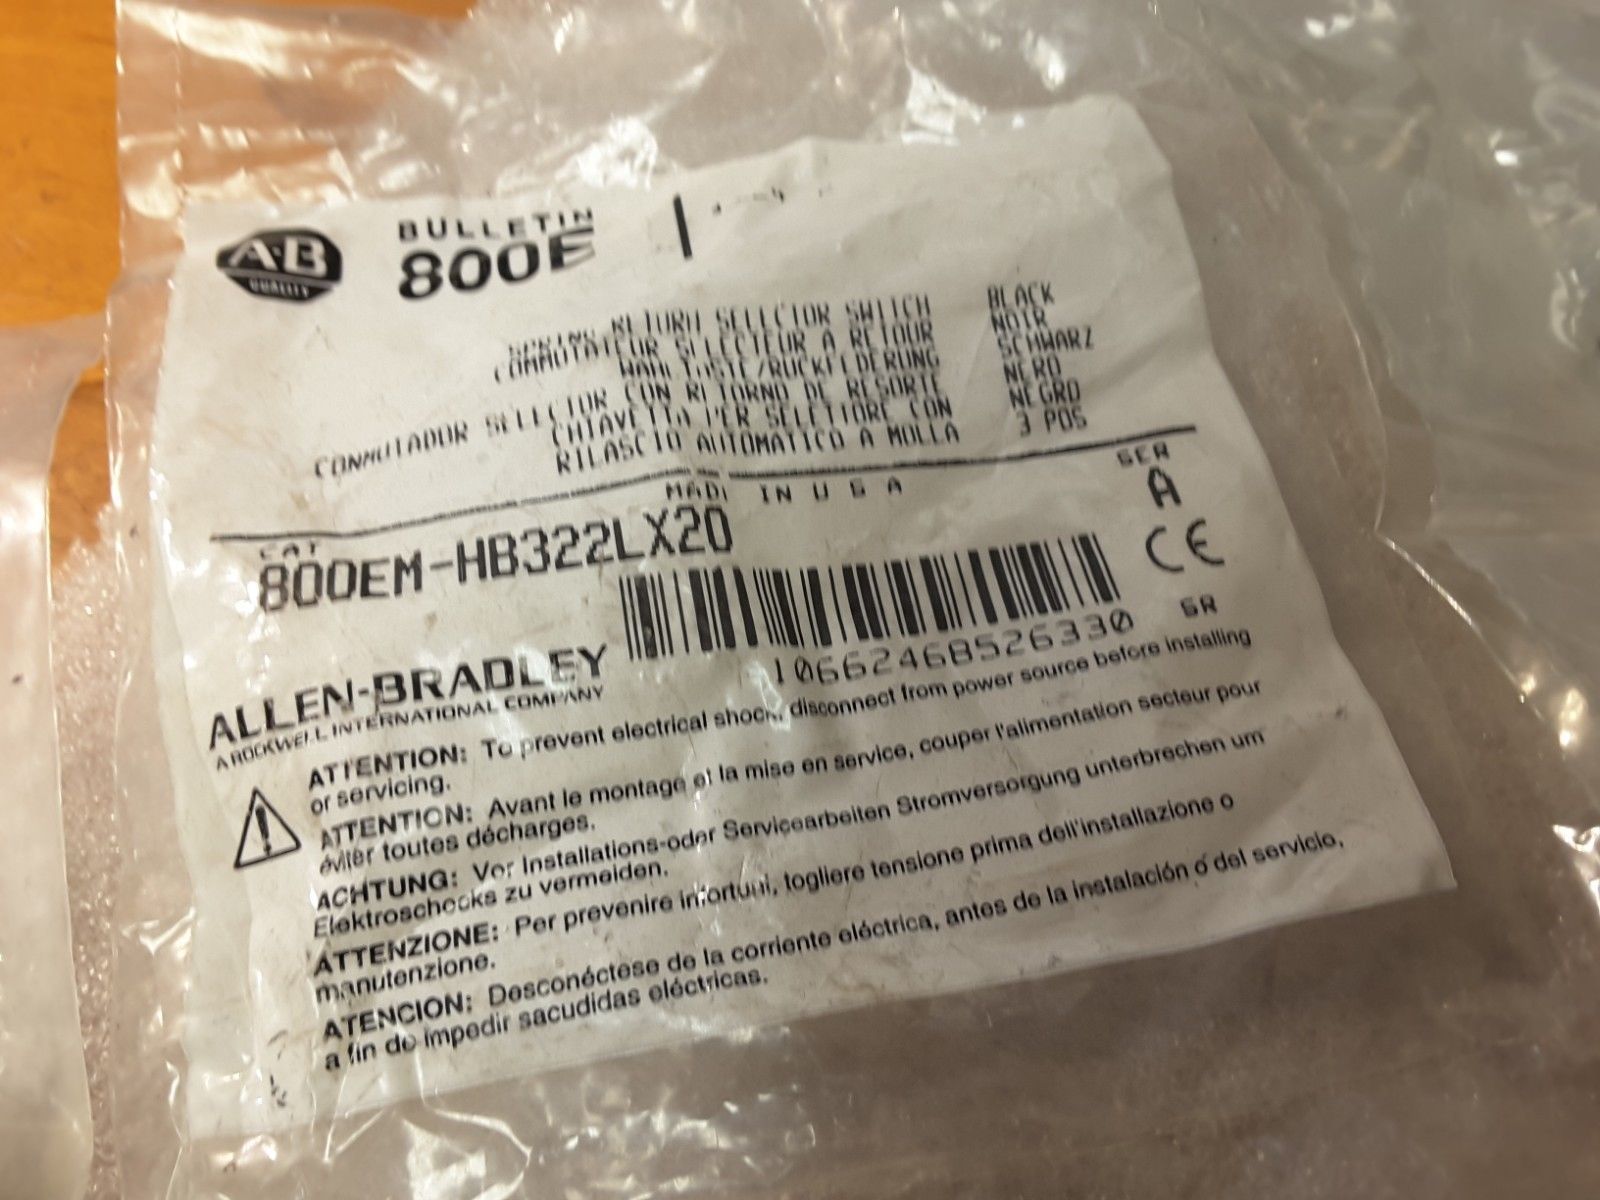 A-B
QUALITY
BULLETIN
800E
SPRING RETURN SELECTOR SWITCH BLACK
COMMUTATEUR SELECTEUR A RETOUR NOIR
WAHLTASTE/RUCKFEDERUNG SCHWARZ
CONMUTADOR SELECTOR CON RETORNO DE RESORTE NERO
CHIAVETTA PER SELETIORE CON NEGRO
RILASCIO AUTOMATICO A MOLLA 3 POS
MADE IN U S A
SER
A
CAT
800EM-HB322LX20
CE
10662468526330
SR
ALLEN-BRADLEY
A ROCKWELL INTERNATIONAL COMPANY
ATTENTION: To prevent electrical shock, disconnect from power source before installing
or servicing.
ATTENTION: Avant le montage et la mise en service, couper l'alimentation secteur pour
éviter toutes décharges.
ACHTUNG: Vor Installations-oder Servicearbeiten Stromversorgung unterbrechen um
Elektroschocks zu vermeiden.
ATTENZIONE: Per prevenire infortuni, togliere tensione prima dell'installazione o
manutenzione.
ATENCION: Desconéctese de la corriente eléctrica, antes de la instalación ó del servicio,
a fin de impedir sacudidas eléctricas.